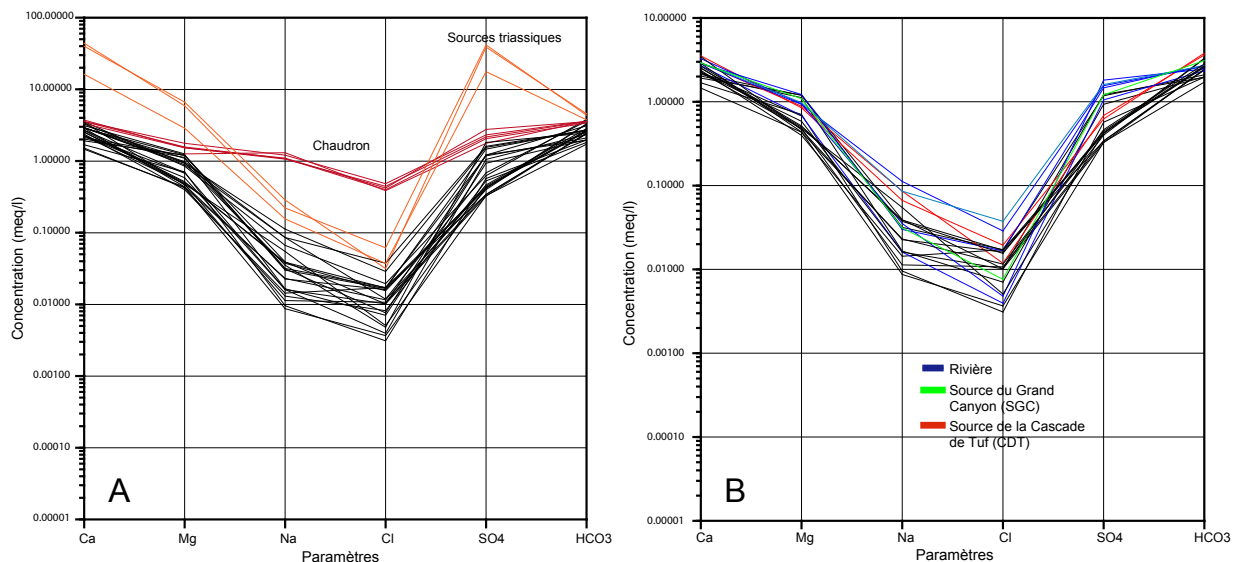 100.00000
10.00000
1.00000
0.10000
0.01000
0.00100
0.00010
0.00001
Concentration (meq/l)
Sources triassiques
Chaudron
A
Ca Mg Na Cl SO4 HCO3
Paramètres
10.00000
1.00000
0.10000
0.01000
0.00100
0.00010
0.00001
Concentration (meq/l)
Rivière
Source du Grand
Canyon (SGC)
Source de la Cascade
de Tuf (CDT)
B
Ca Mg Na Cl SO4 HCO3
Paramètres